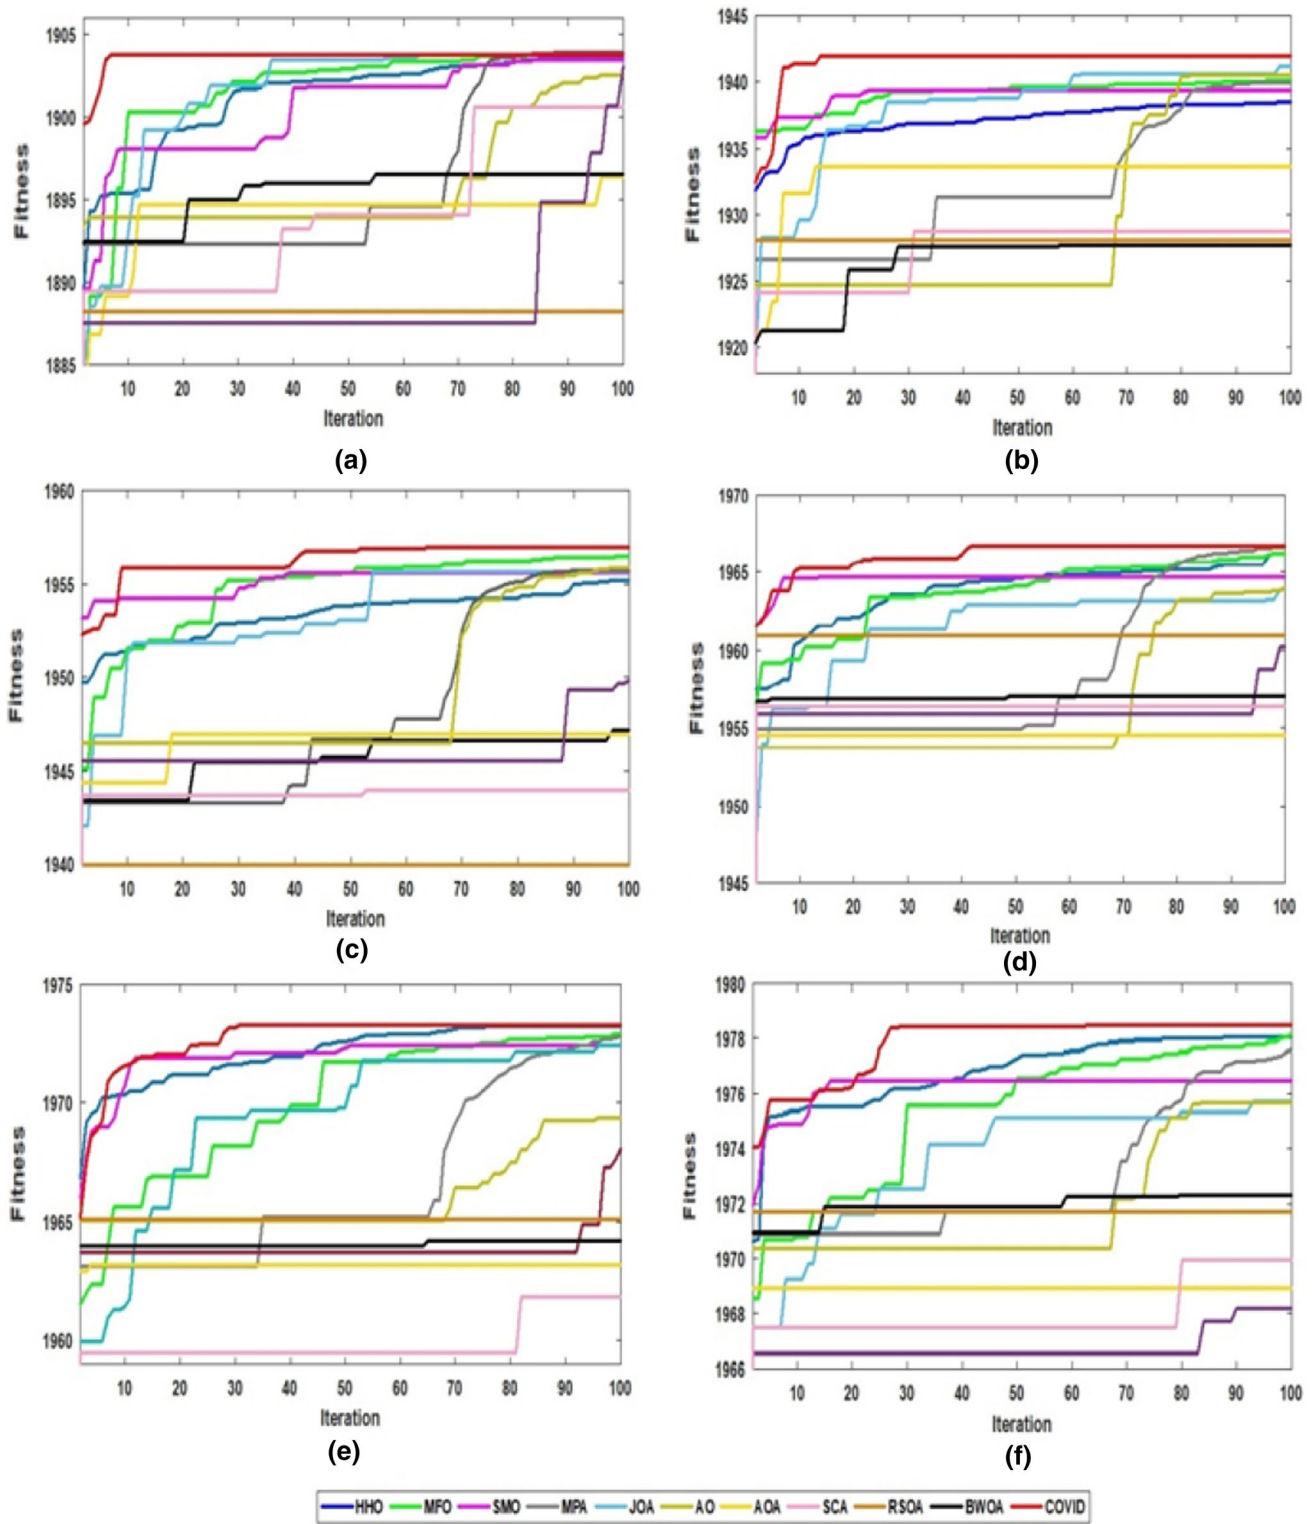 1905
1900
1895
1890
1885
Fitness
10 20 30 40 50 60 70 80 90 100
Iteration
(a)
1945
1940
1935
1930
1925
1920
Fitness
10 20 30 40 50 60 70 80 90 100
Iteration
(b)
1960
1955
1950
1945
1940
Fitness
10 20 30 40 50 60 70 80 90 100
Iteration
(c)
1970
1965
1960
1955
1950
1945
Fitness
10 20 30 40 50 60 70 80 90 100
Iteration
(d)
1975
1970
1965
1960
Fitness
10 20 30 40 50 60 70 80 90 100
Iteration
(e)
1980
1978
1976
1974
1972
1970
1968
1966
Fitness
10 20 30 40 50 60 70 80 90 100
Iteration
(f)
HHO MFO SMO MPA JOA AO AOA SCA RSOA BWOA COVID